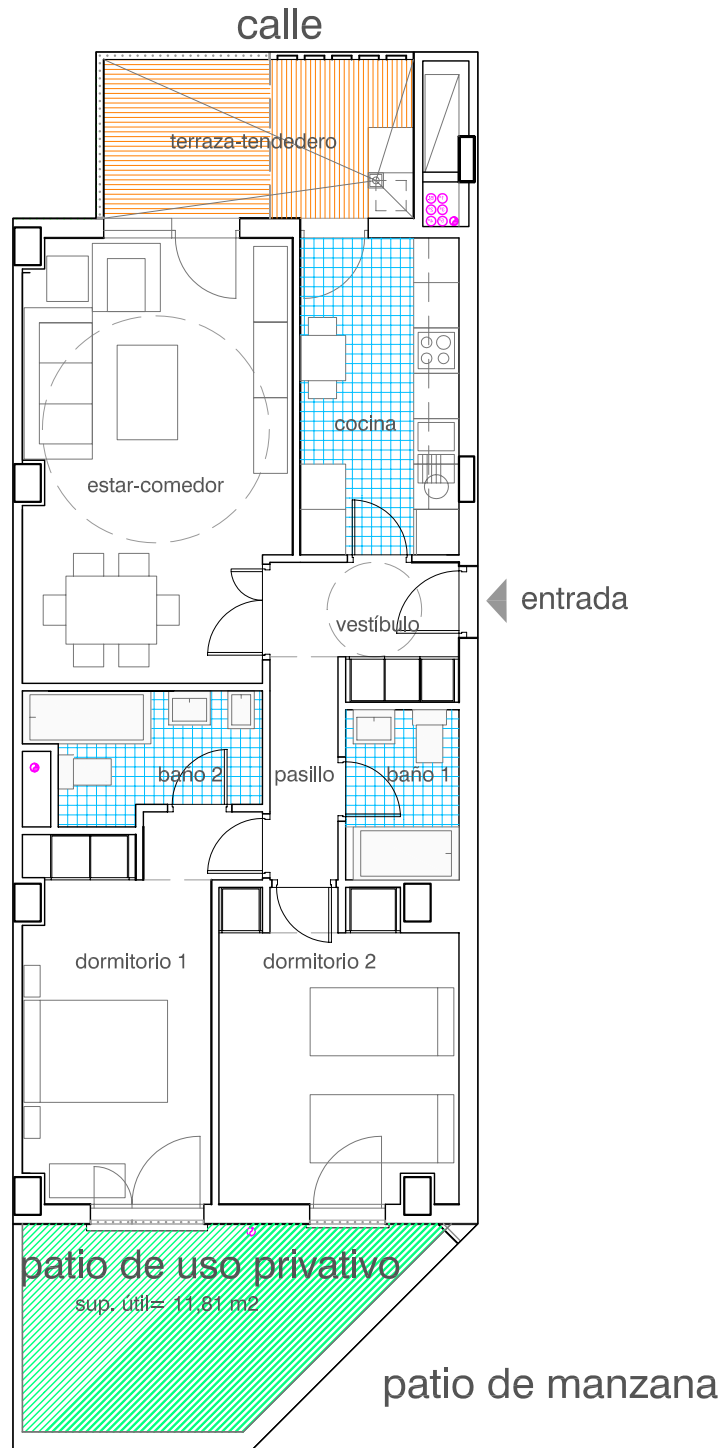 calle
terraza-tendedero
cocina
estar-comedor
entrada
vestíbulo
baño 2
pasillo
baño 1
dormitorio 1
dormitorio 2
patio de uso privativo
sup. útil= 11,81 m2
patio de manzana